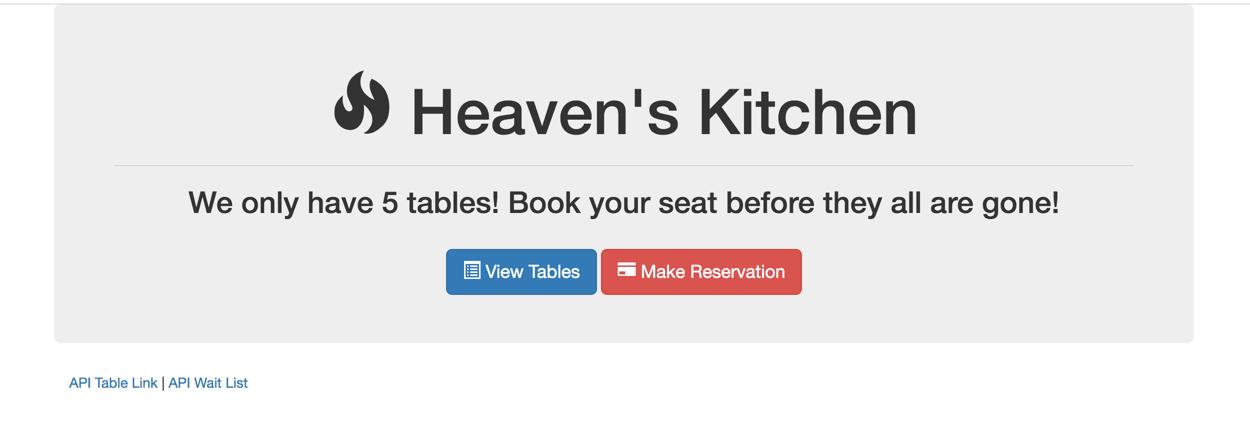 Heaven's Kitchen
We only have 5 tables! Book your seat before they all are gone!
View Tables Make Reservation
API Table Link | API Wait List